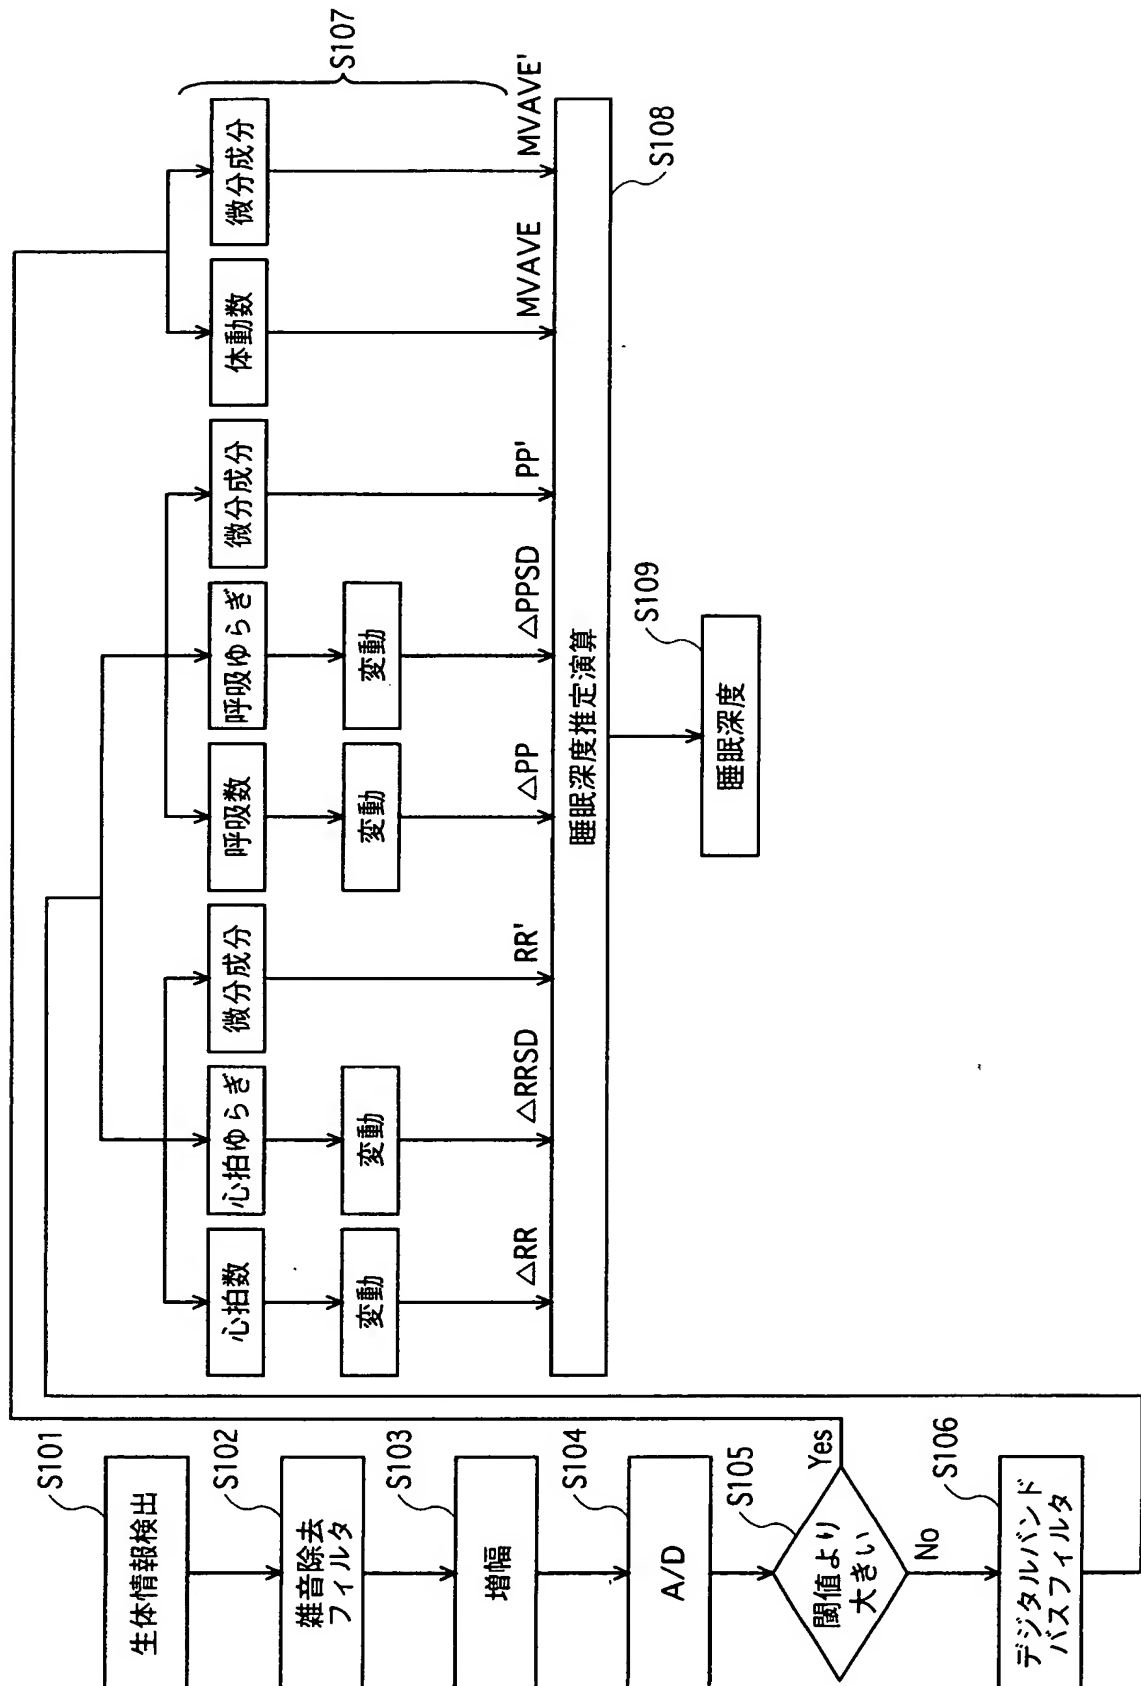 S101
生体情報検出
S102
雑音除去
フィルタ
S103
増幅
S104
A/D
S105
閾値より
大きい
Yes
No
S106
デジタルバンド
パスフィルタ
S107
心拍数
心拍ゆらぎ
微分成分
呼吸数
呼吸ゆらぎ
微分成分
体動数
微分成分
変動
変動
変動
変動
△RR
△RRSD
RR'
△PP
△PPSD
PP'
MVAVE
MVAVE'
睡眠深度推定演算
S108
S109
睡眠深度